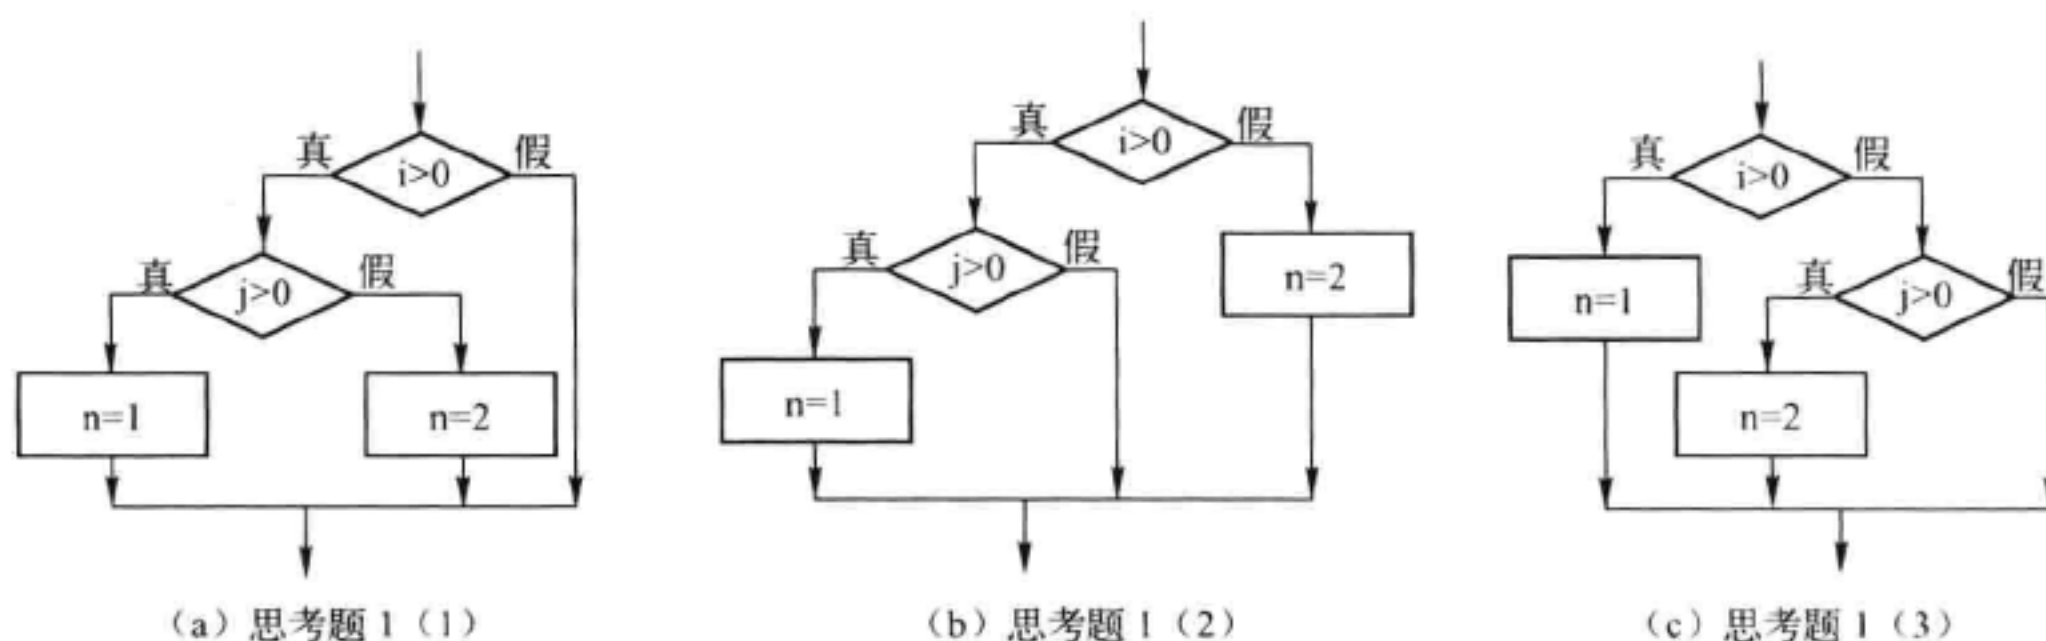 真 i>0 假
真 j>0 假
n=1
n=2
(a) 思考题 1 (1)
真 i>0 假
真 j>0 假
n=2
n=1
(b) 思考题 1 (2)
真 i>0 假
n=1
真 j>0 假
n=2
(c) 思考题 1 (3)